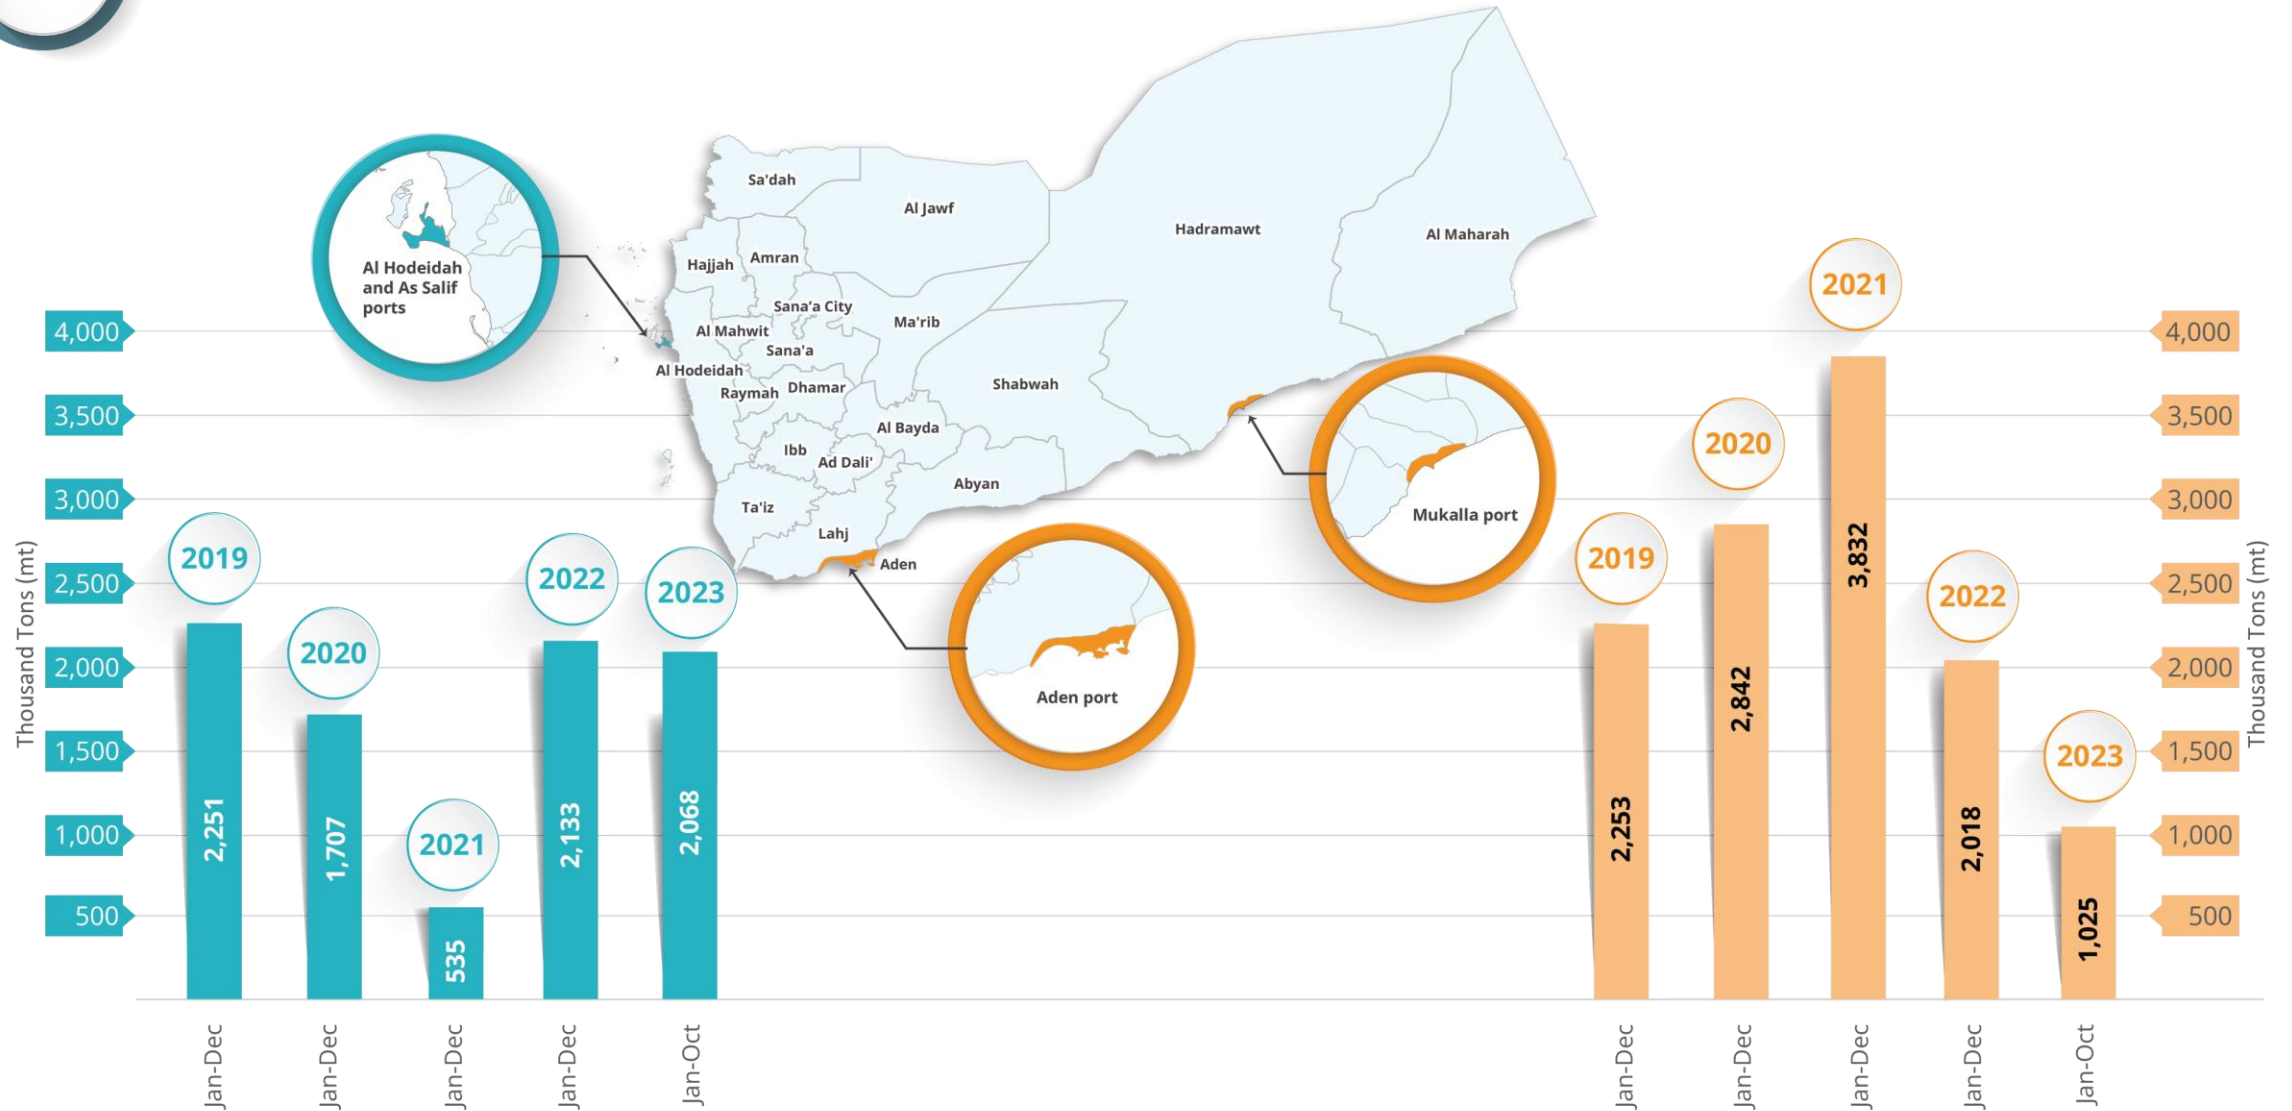 Al Hodeidah
and As Salif
ports
Sa'dah
Al Jawf
Hadramawt
Al Maharah
Hajjah
Amran
Sana'a City
Ma'rib
Al Mahwit
Sana'a
Al Hodeidah
Raymah
Dhamar
Shabwah
Al Bayda
Ibb
Ad Dali'
Abyan
Ta'iz
Lahj
Aden
Mukalla port
Aden port
Thousand Tons (mt)
4,000
3,500
3,000
2,500
2,000
1,500
1,000
500
2019
2020
2021
2022
2023
2,251
1,707
535
2,133
2,068
Jan-Dec
Jan-Dec
Jan-Dec
Jan-Dec
Jan-Oct
2019
2020
2021
2022
2023
2,253
2,842
3,832
2,018
1,025
Jan-Dec
Jan-Dec
Jan-Dec
Jan-Dec
Jan-Oct
4,000
3,500
3,000
2,500
2,000
1,500
1,000
500
Thousand Tons (mt)